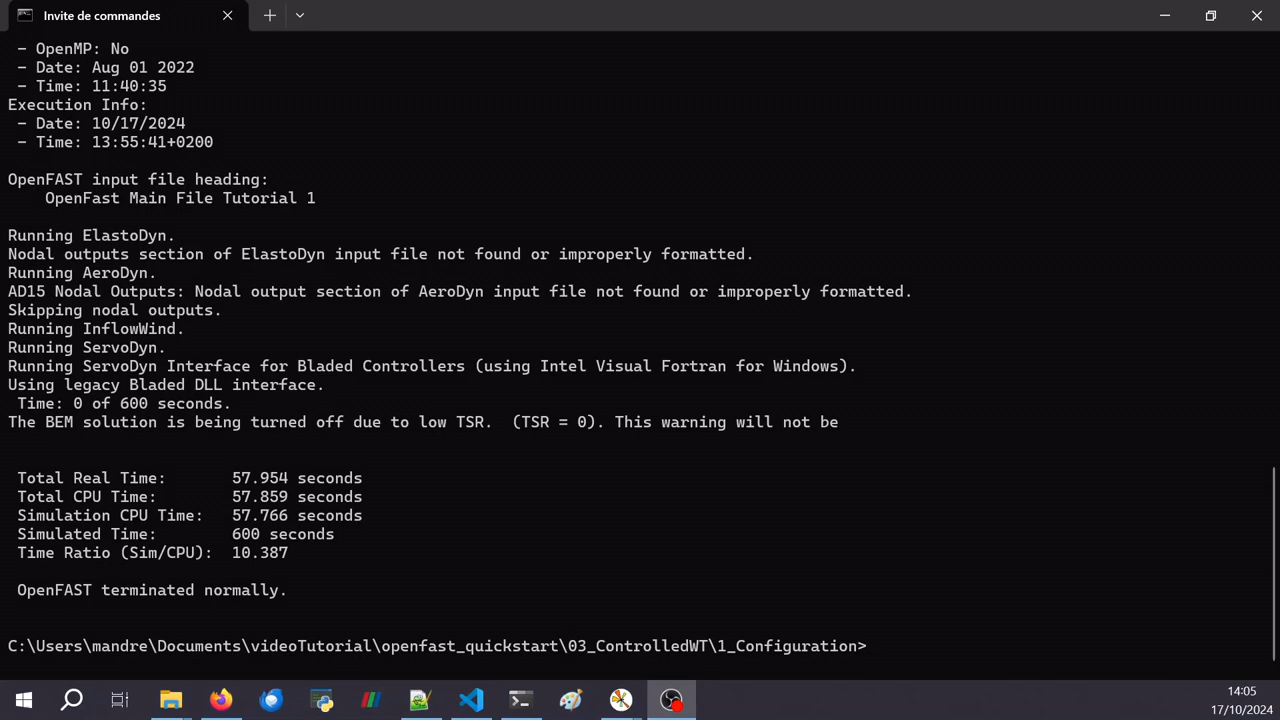 Invite de commandes
- OpenMP: No
- Date: Aug 01 2022
- Time: 11:40:35
Execution Info:
- Date: 10/17/2024
- Time: 13:55:41+0200
OpenFAST input file heading:
OpenFast Main File Tutorial 1
Running ElastoDyn.
Nodal outputs section of ElastoDyn input file not found or improperly formatted.
Running AeroDyn.
AD15 Nodal Outputs: Nodal output section of AeroDyn input file not found or improperly formatted.
Skipping nodal outputs.
Running InflowWind.
Running ServoDyn.
Running ServoDyn Interface for Bladed Controllers (using Intel Visual Fortran for Windows).
Using legacy Bladed DLL interface.
Time: 0 of 600 seconds.
The BEM solution is being turned off due to low TSR.  (TSR = 0). This warning will not be
Total Real Time:       57.954 seconds
Total CPU Time:        57.859 seconds
Simulation CPU Time:   57.766 seconds
Simulated Time:        600 seconds
Time Ratio (Sim/CPU):  10.387
OpenFAST terminated normally.
C:\Users\mandre\Documents\videoTutorial\openfast_quickstart\03_ControlledWT\1_Configuration>
14:05
17/10/2024